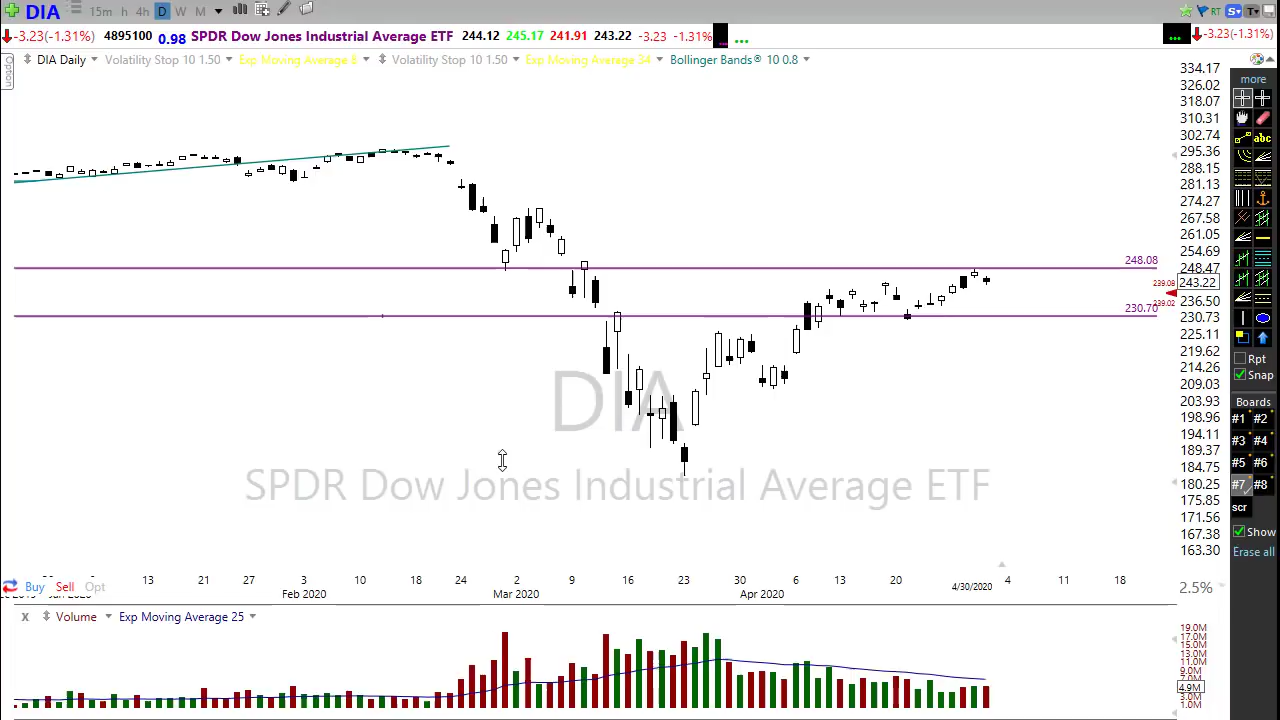 DIA 15m h 4h D W M RT S T
-3.23(-1.31%) 4895100 0.98 SPDR Dow Jones Industrial Average ETF 244.12 245.17 241.91 243.22 -3.23 -1.31% ... ... -3.23(-1.31%)
Option DIA Daily Volatility Stop 10 1.50 Exp Moving Average 8 Volatility Stop 10 1.50 Exp Moving Average 34 Bollinger Bands® 10 0.8
334.17
326.02
318.07
310.31
302.74
295.36
288.15
281.13
274.27
267.58
261.05
254.69
248.08 248.47
239.08 243.22
239.02 236.50
230.70 230.73
225.11
219.62
214.26
209.03
203.93
198.96
194.11
189.37
184.75
180.25
175.85
171.56
167.38
163.30
more
abc
Rpt
Snap
Boards
#1 #2
#3 #4
#5 #6
#7 #8
scr
Show
Erase all
DIA
SPDR Dow Jones Industrial Average ETF
13 21 27 3 10 18 24 2 9 16 23 30 6 13 20 4/30/2020 4 11 18
Buy Sell Opt 2.5%
Feb 2020 Mar 2020 Apr 2020
X Volume Exp Moving Average 25
19.0M
17.0M
15.0M
13.0M
11.0M
9.0M
7.0M
4.9M
3.0M
1.0M